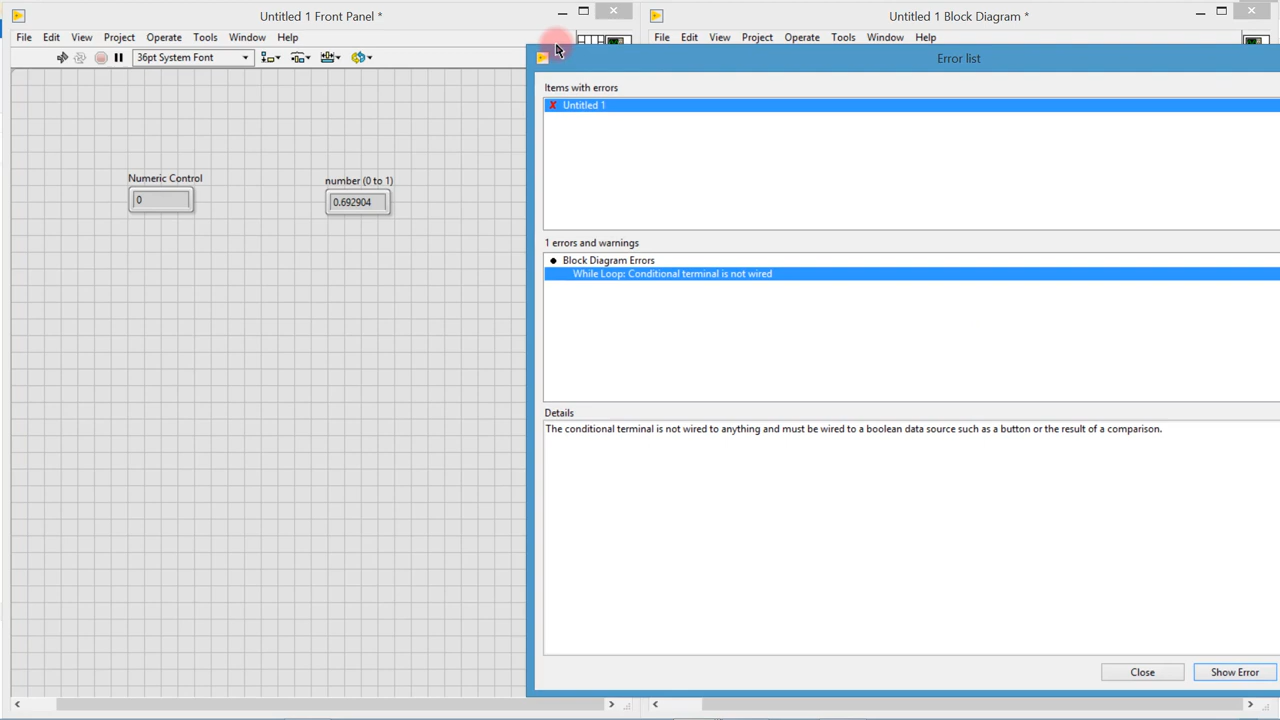 Untitled 1 Front Panel *
Untitled 1 Block Diagram *
File Edit View Project Operate Tools Window Help
File Edit View Project Operate Tools Window Help
36pt System Font
Error list
Items with errors
X Untitled 1
Numeric Control
0
number (0 to 1)
0.692904
1 errors and warnings
Block Diagram Errors
While Loop: Conditional terminal is not wired
Details
The conditional terminal is not wired to anything and must be wired to a boolean data source such as a button or the result of a comparison.
Close
Show Error